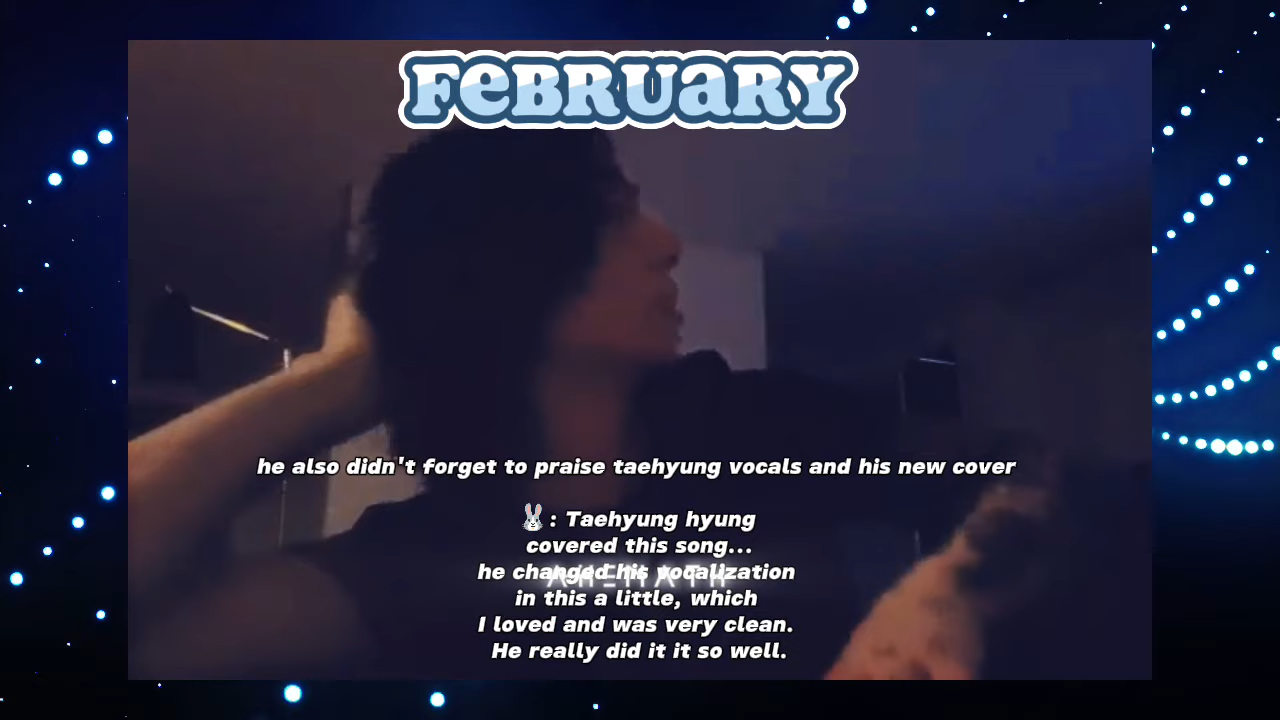 FeBRUaRY
he also didn't forget to praise taehyung vocals and his new cover
🐰: Taehyung hyung
covered this song...
he changed his vocalization
in this a little, which
I loved and was very clean.
He really did it it so well.